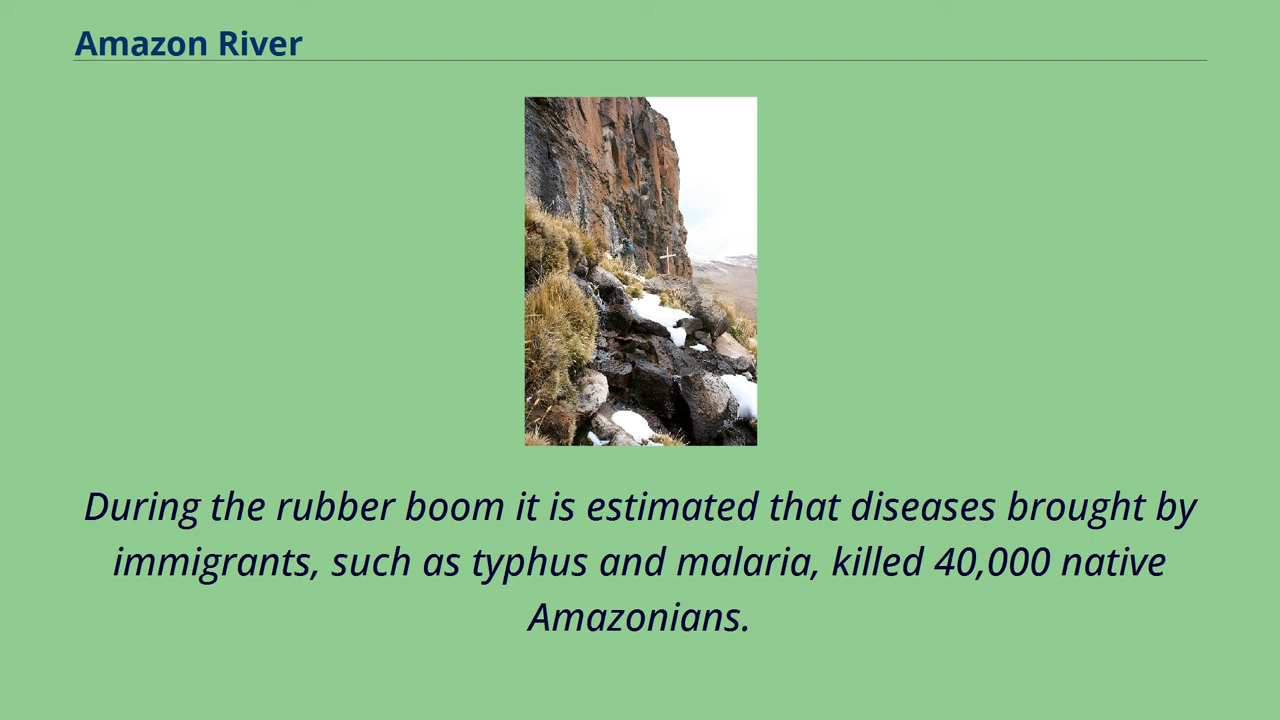 Amazon River
During the rubber boom it is estimated that diseases brought by
immigrants, such as typhus and malaria, killed 40,000 native
Amazonians.